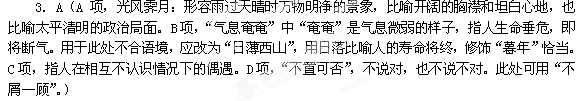 3. A（A 项，光风霁月：形容雨过天晴时万物明净的景象，比喻开阔的胸襟和坦白心地，也
比喻太平清明的政治局面。B项，“气息奄奄”中“奄奄”是气息微弱的样子，指人生命垂危，即
将断气。用于此处不合语境，应改为“日薄西山”，用日落比喻人的寿命将终，修饰“暮年”恰当。
C项，指人在相互不认识情况下的偶遇。D项，“不置可否”，不说对，也不说不对。此处可用“不
屑一顾”。）